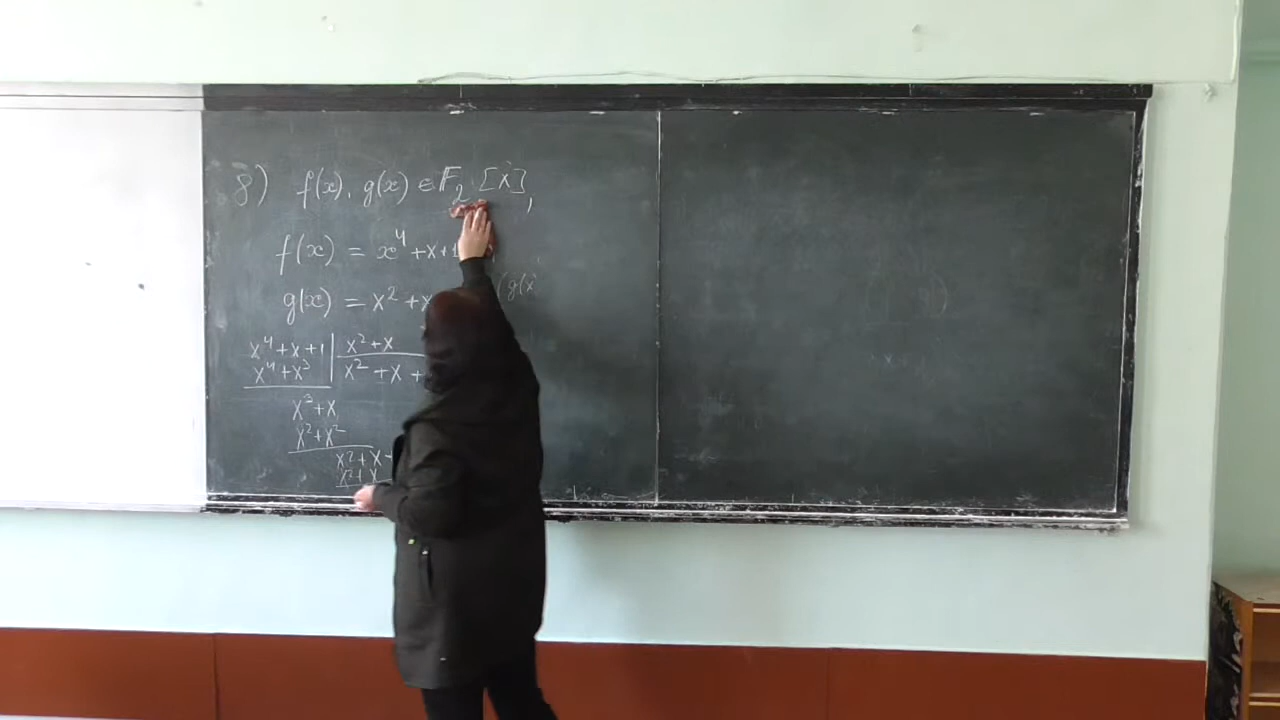 8) f(x), g(x) ∈ F₂ [x],
f(x) = x⁴ + x + 1
g(x) = x² + x
x⁴ + x + 1 | x² + x
x⁴ + x³ | x² + x +
x³ + x
x³ + x²
x² + x
x² + x
(g(x)